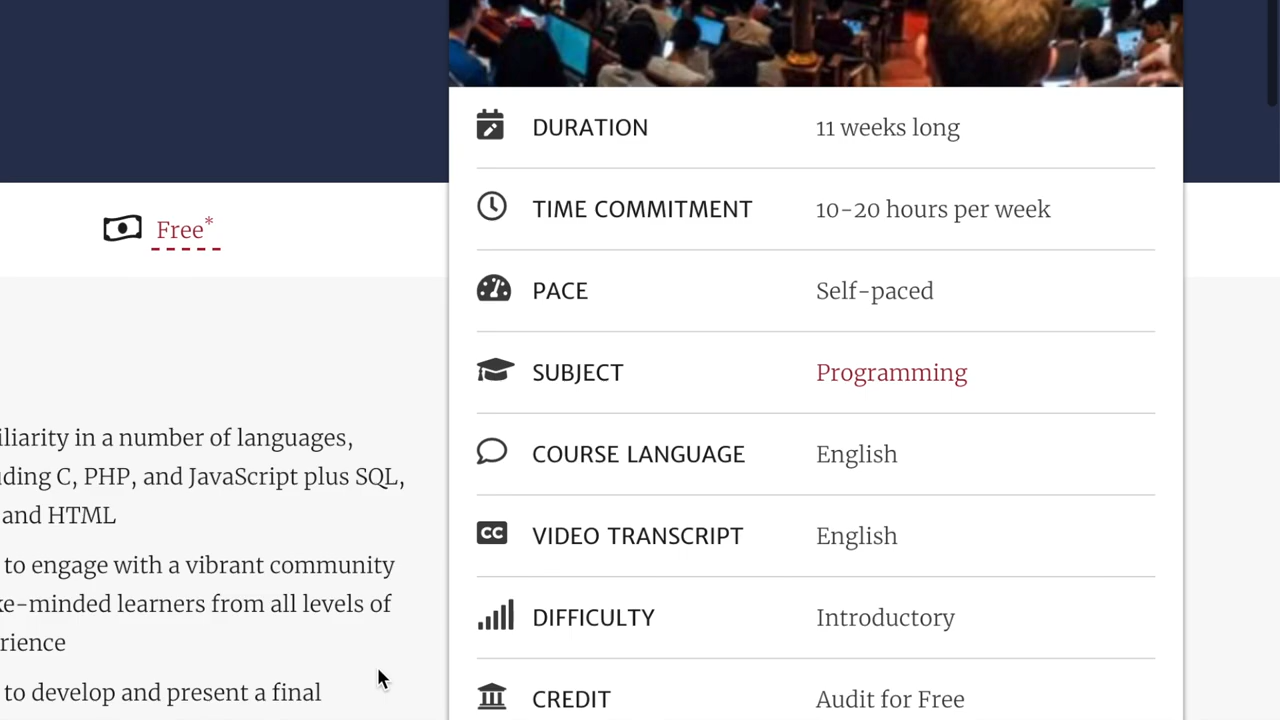 Free*
iliarity in a number of languages,
ding C, PHP, and JavaScript plus SQL,
and HTML
to engage with a vibrant community
ke-minded learners from all levels of
rience
to develop and present a final
DURATION 11 weeks long
TIME COMMITMENT 10-20 hours per week
PACE Self-paced
SUBJECT Programming
COURSE LANGUAGE English
CC VIDEO TRANSCRIPT English
DIFFICULTY Introductory
CREDIT Audit for Free